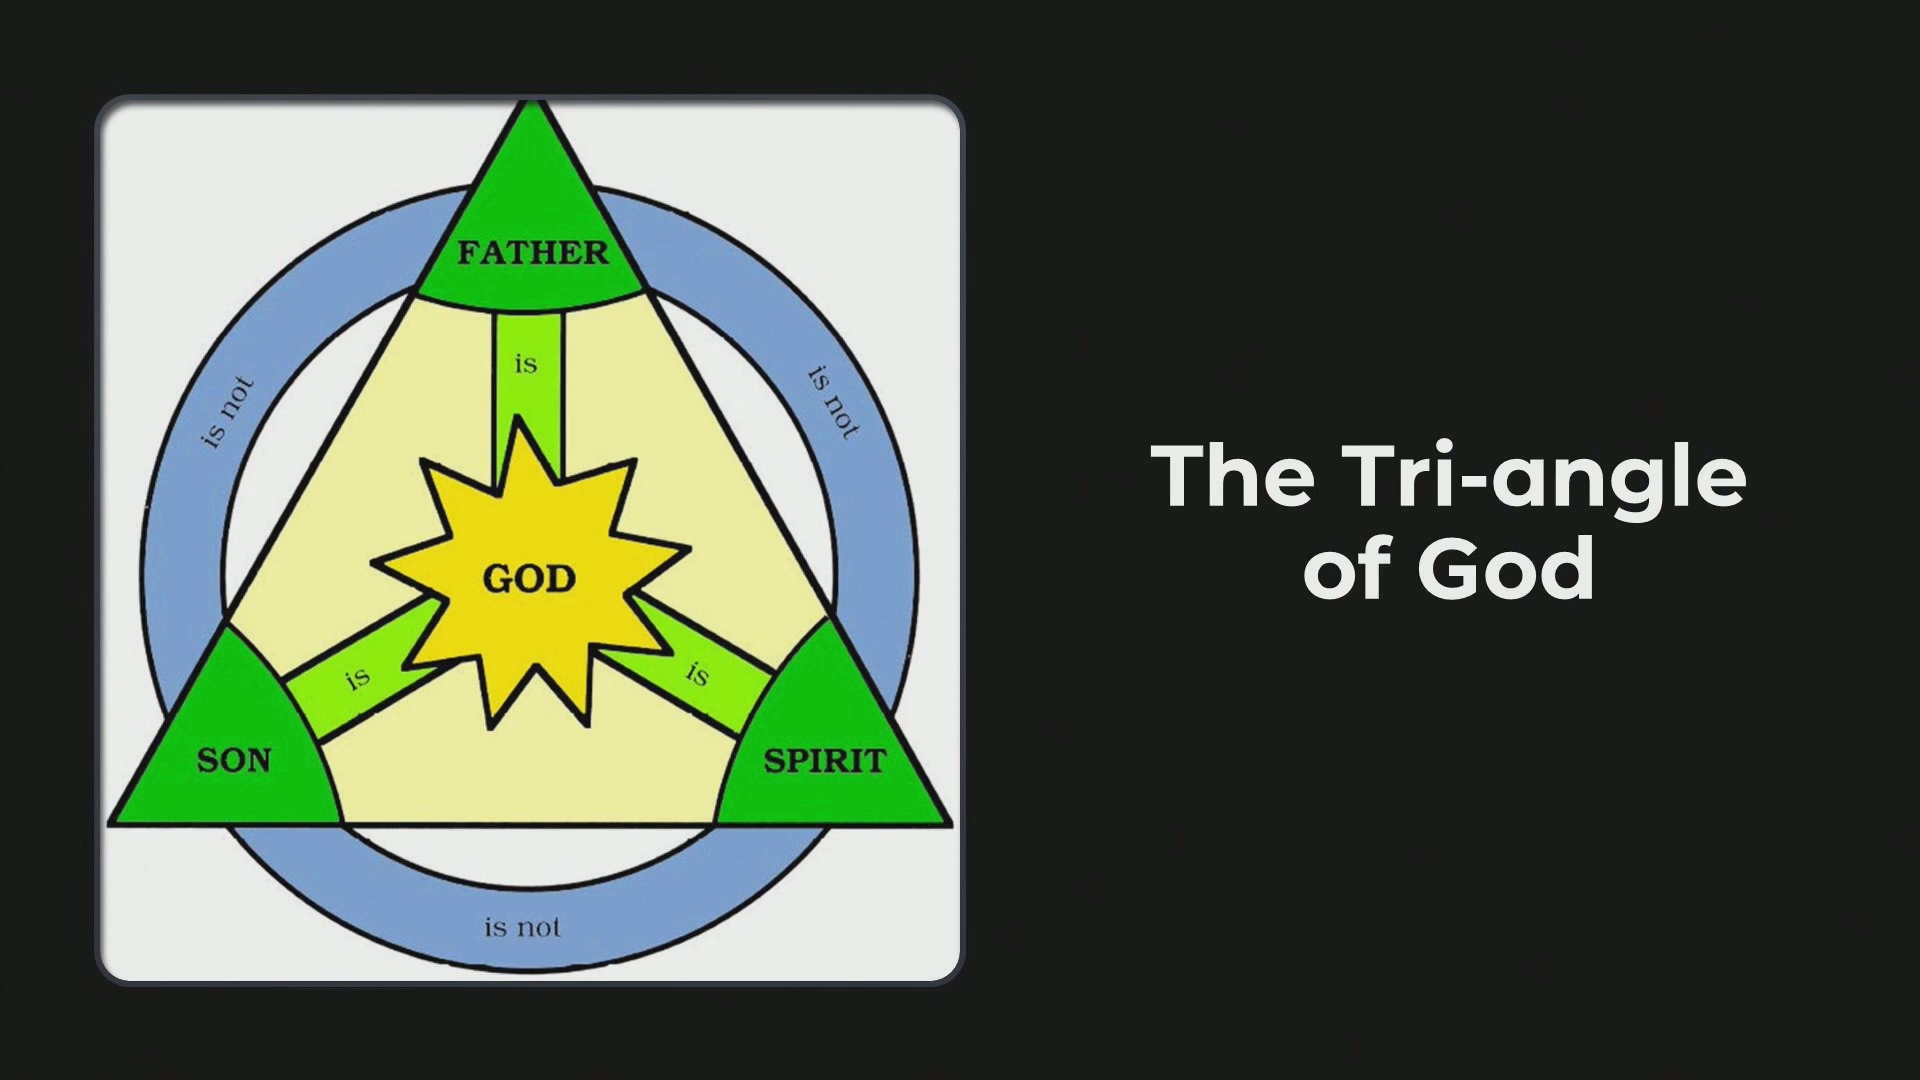 FATHER
is
is not
is not
GOD
is
is
SON
SPIRIT
is not
The Tri-angle
of God